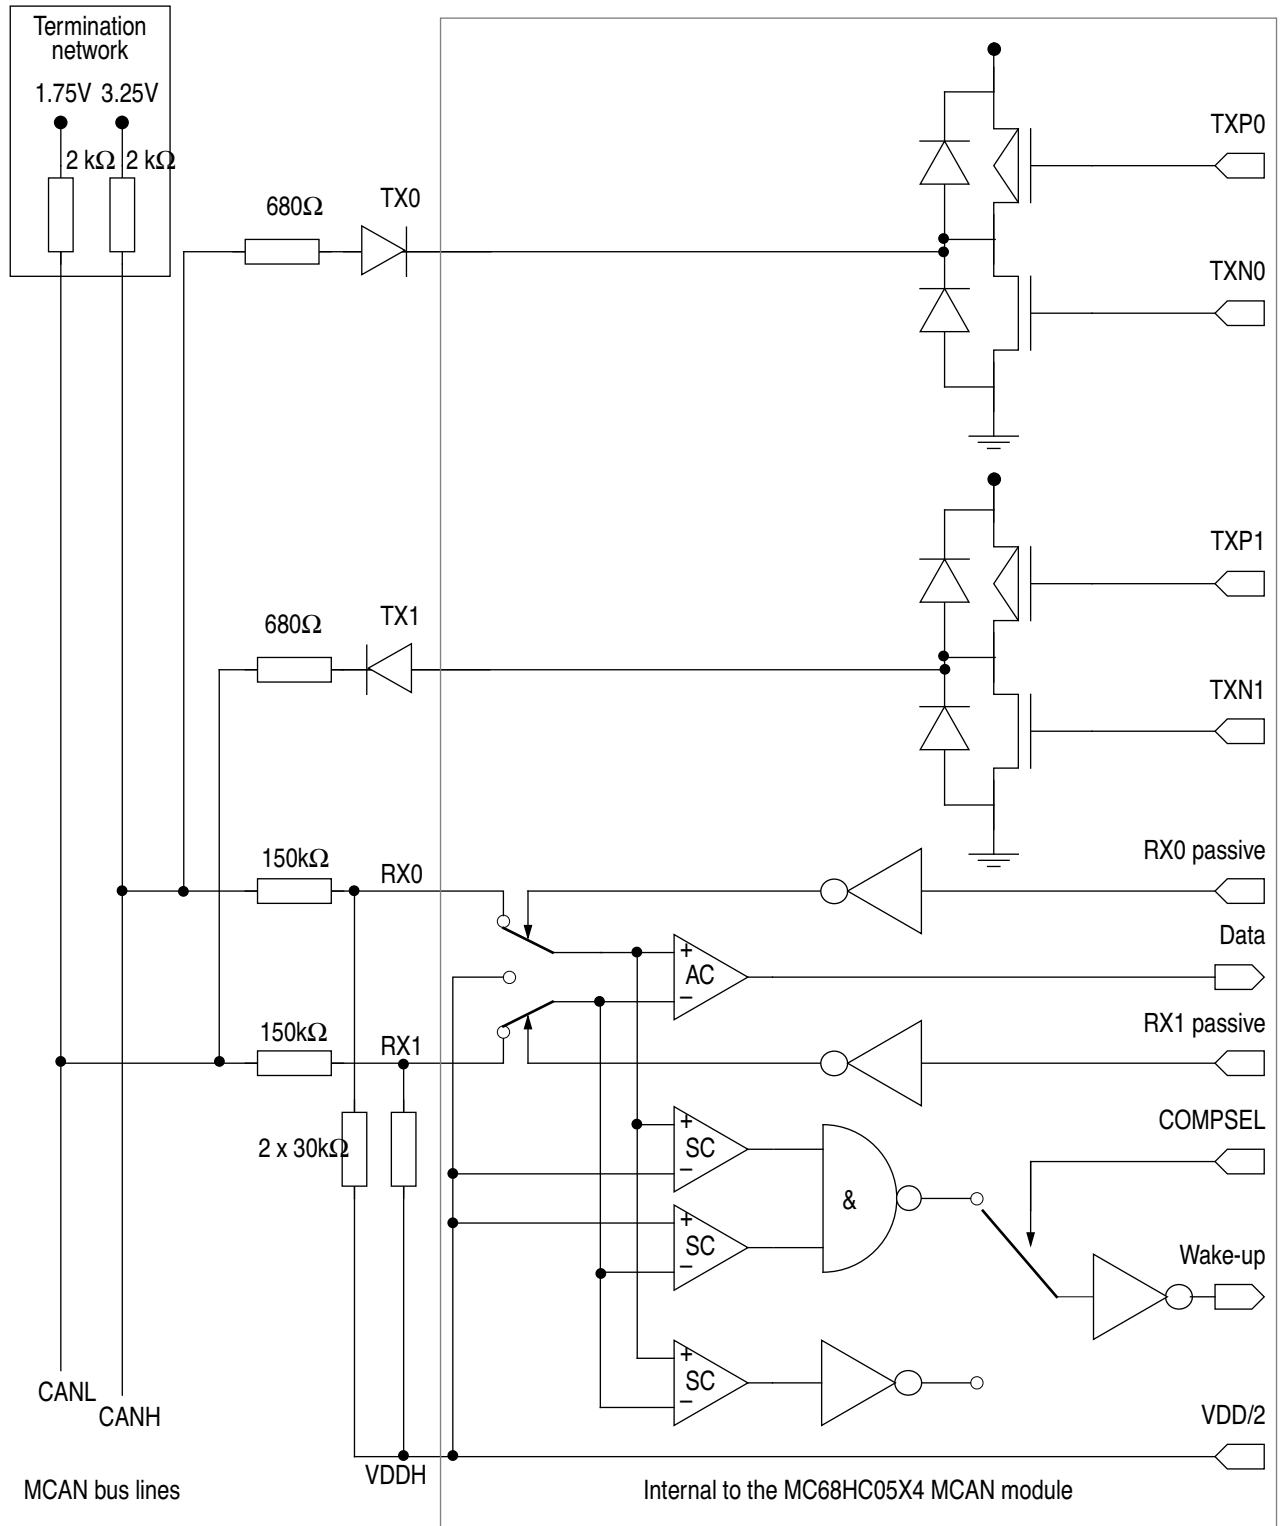 Termination
network
1.75V 3.25V
2 kΩ 2 kΩ
TXP0
680Ω
TX0
TXN0
TXP1
680Ω
TX1
TXN1
150kΩ
RX0
RX0 passive
Data
+
AC
−
150kΩ
RX1
RX1 passive
COMPSEL
2 x 30kΩ
+
SC
−
&
+
SC
−
Wake-up
+
SC
−
CANL
CANH
VDD/2
VDDH
MCAN bus lines
Internal to the MC68HC05X4 MCAN module